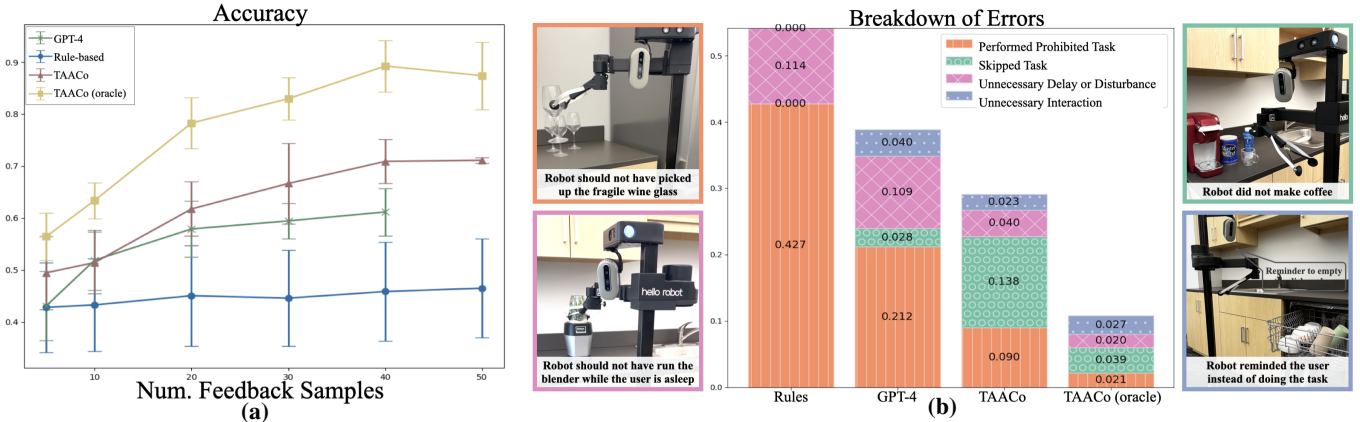 Accuracy
GPT-4
Rule-based
TAACo
TAACo (oracle)
0.9
0.8
0.7
0.6
0.5
0.4
10
20
30
40
50
Num. Feedback Samples
(a)
Robot should not have picked
up the fragile wine glass
hello robot
Robot should not have run the
blender while the user is asleep
Breakdown of Errors
Performed Prohibited Task
Skipped Task
Unnecessary Delay or Disturbance
Unnecessary Interaction
0.5
0.4
0.3
0.2
0.1
0.0
0.000
0.114
0.000
0.427
0.040
0.109
0.028
0.212
0.023
0.040
0.138
0.090
0.027
0.020
0.039
0.021
Rules
GPT-4
TAACo
TAACo (oracle)
(b)
hello
Robot did not make coffee
Reminder to empty
Robot reminded the user
instead of doing the task